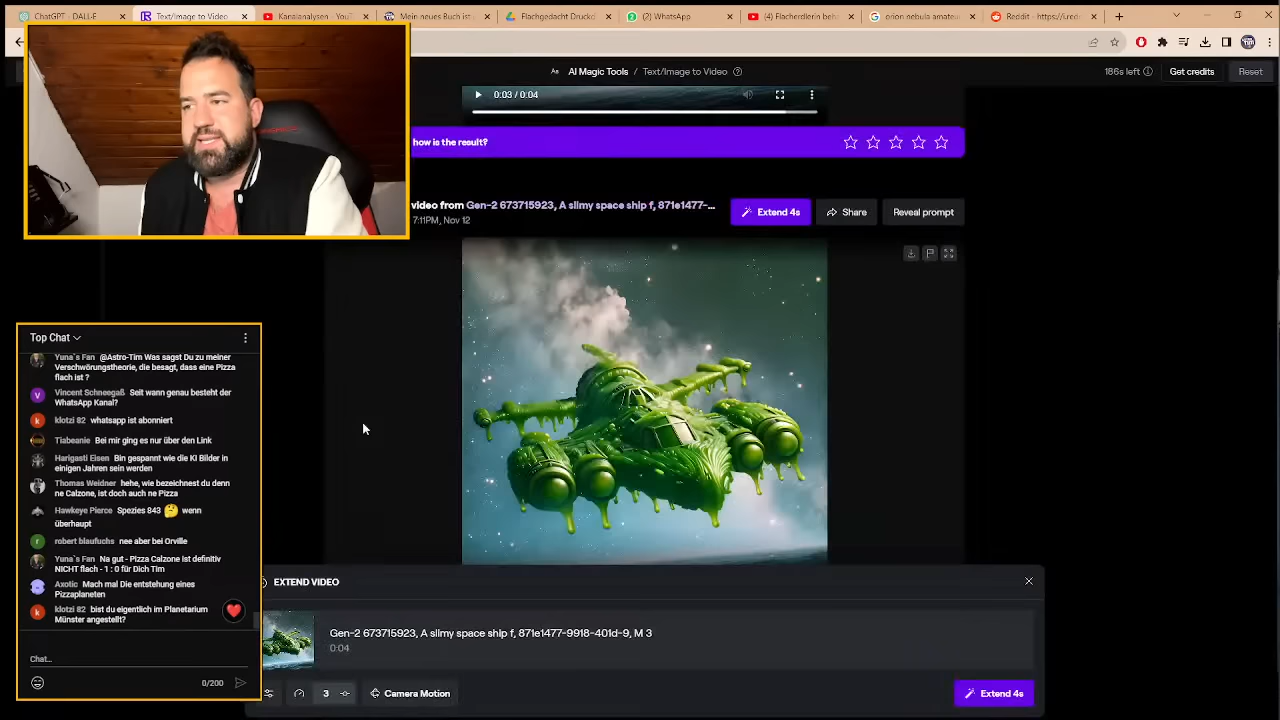 ChatGPT - DALL-E
Text/Image to Video
Kanalanalysen - YouT
Mein neues Buch ist
Flachgedacht Druckd
(2) WhatsApp
(4) Flacherdlerin beh
orion nebula amateu
Reddit - https://i.red
AI Magic Tools / Text/Image to Video
186s left
Get credits
Reset
0:03 / 0:04
how is the result?
video from Gen-2 673715923, A slimy space ship f, 871e1477-...
7:11PM, Nov 12
Extend 4s
Share
Reveal prompt
Top Chat
Yuna`s Fan @Astro-Tim Was sagst Du zu meiner
Verschwörungstheorie, die besagt, dass eine Pizza
flach ist ?
Vincent Schneegaß Seit wann genau besteht der
WhatsApp Kanal?
klotzi 82 whatsapp ist abonniert
Tiabeanie Bei mir ging es nur über den Link
Harigasti Eisen Bin gespannt wie die KI Bilder in
einigen Jahren sein werden
Thomas Weidner hehe, wie bezeichnest du denn
ne Calzone, ist doch auch ne Pizza
Hawkeye Pierce Spezies 843 🤔 wenn
überhaupt
robert blaufuchs nee aber bei Orville
Yuna`s Fan Na gut - Pizza Calzone ist definitiv
NICHT flach - 1 : 0 für Dich Tim
Axotic Mach mal Die entstehung eines
Pizzaplaneten
klotzi 82 bist du eigentlich im Planetarium
Münster angestellt?
Chat...
0/200
EXTEND VIDEO
Gen-2 673715923, A slimy space ship f, 871e1477-9918-401d-9, M 3
0:04
3
Camera Motion
Extend 4s